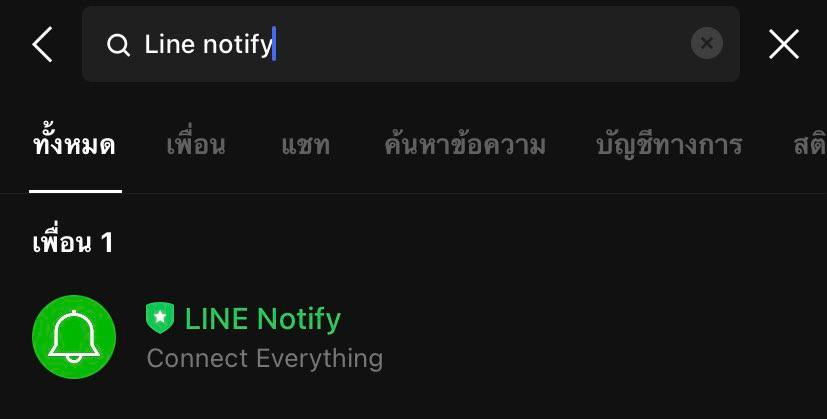 Line notify
ทั้งหมด เพื่อน แชท ค้นหาข้อความ บัญชีทางการ สติ
เพื่อน 1
LINE Notify
Connect Everything